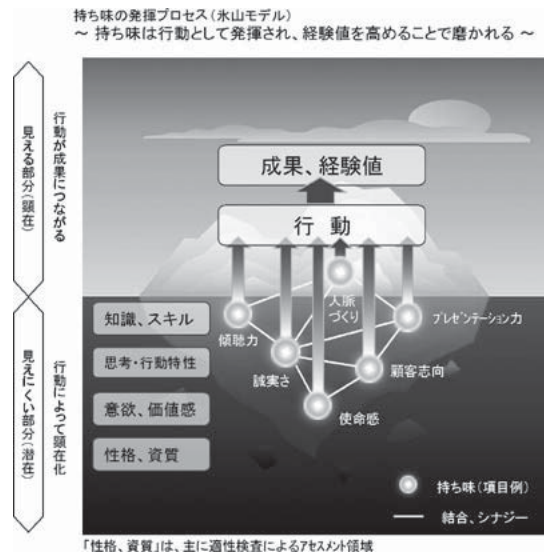 持ち味の発揮プロセス(氷山モデル)
～ 持ち味は行動として発揮され、経験値を高めることで磨かれる ～
見える部分(顕在)
行動が成果につながる
見えにくい部分(潜在)
行動によって顕在化
成果、経験値
行 動
人脈
づくり
プレゼンテーション力
傾聴力
誠実さ
顧客志向
使命感
知識、スキル
思考・行動特性
意欲、価値感
性格、資質
持ち味(項目例)
結合、シナジー
「性格、資質」は、主に適性検査によるアセスメント領域